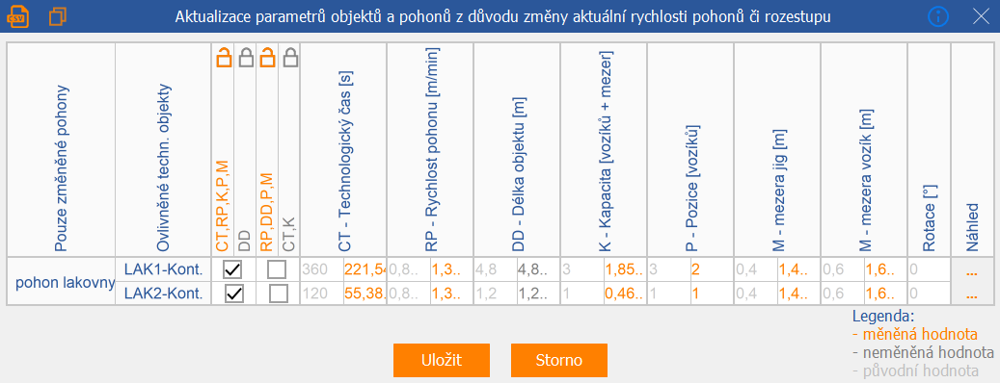 CSV
Aktualizace parametrů objektů a pohonů z důvodu změny aktuální rychlosti pohonů či rozestupu
Pouze změněné pohony
Ovlivněné techn. objekty
CT,RP,K,P,M
DD
RP,DD,P,M
CT,K
CT - Technologický čas [s]
RP - Rychlost pohonu [m/min]
DD - Délka objektu [m]
K - Kapacita [vozíků + mezer]
P - Pozice [vozíků]
M - mezera jig [m]
M - mezera vozík [m]
Rotace [°]
Náhled
pohon lakovny
LAK1-Kont. 360 221,54 0,8.. 1,3.. 4,8 4,8.. 3 1,85.. 3 2 0,4 1,4.. 0,6 1,6.. 0 ...
LAK2-Kont. 120 55,38. 0,8.. 1,3.. 1,2 1,2.. 1 0,46.. 1 1 0,4 1,4.. 0,6 1,6.. 0 ...
Legenda:
- měněná hodnota
- neměněná hodnota
- původní hodnota
Uložit
Storno